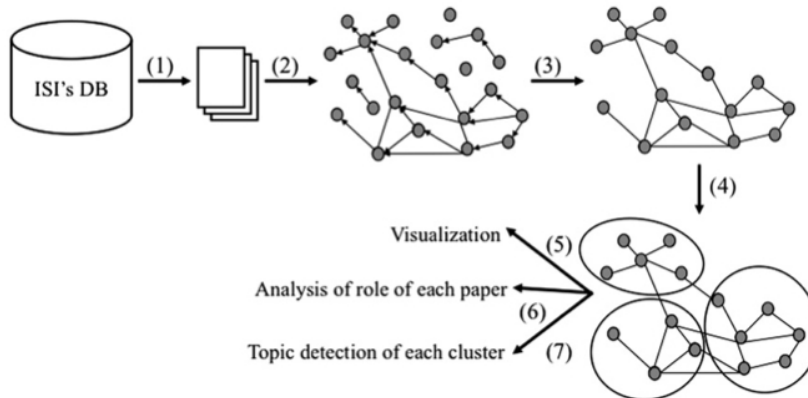 (1)
(2)
(3)
ISI's DB
(4)
Visualization
(5)
Analysis of role of each paper
(6)
Topic detection of each cluster
(7)